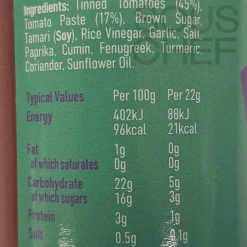 Ingredients: Tinned Tomatoes (45%),
Tomato Paste (17%), Brown Sugar,
Tamari (Soy), Rice Vinegar, Garlic, Salt,
Paprika, Cumin, Fenugreek, Turmeric,
Coriander, Sunflower Oil.
CHEF
Typical Values Per 100g Per 22g
Energy 402kJ 88kJ
96kcal 21kcal
Fat 1g 0g
of which saturates 0g 0g
Carbohydrate 22g 5g
of which sugars 16g 3g
Protein 3g 1g
Salt 0.5g 0.1g